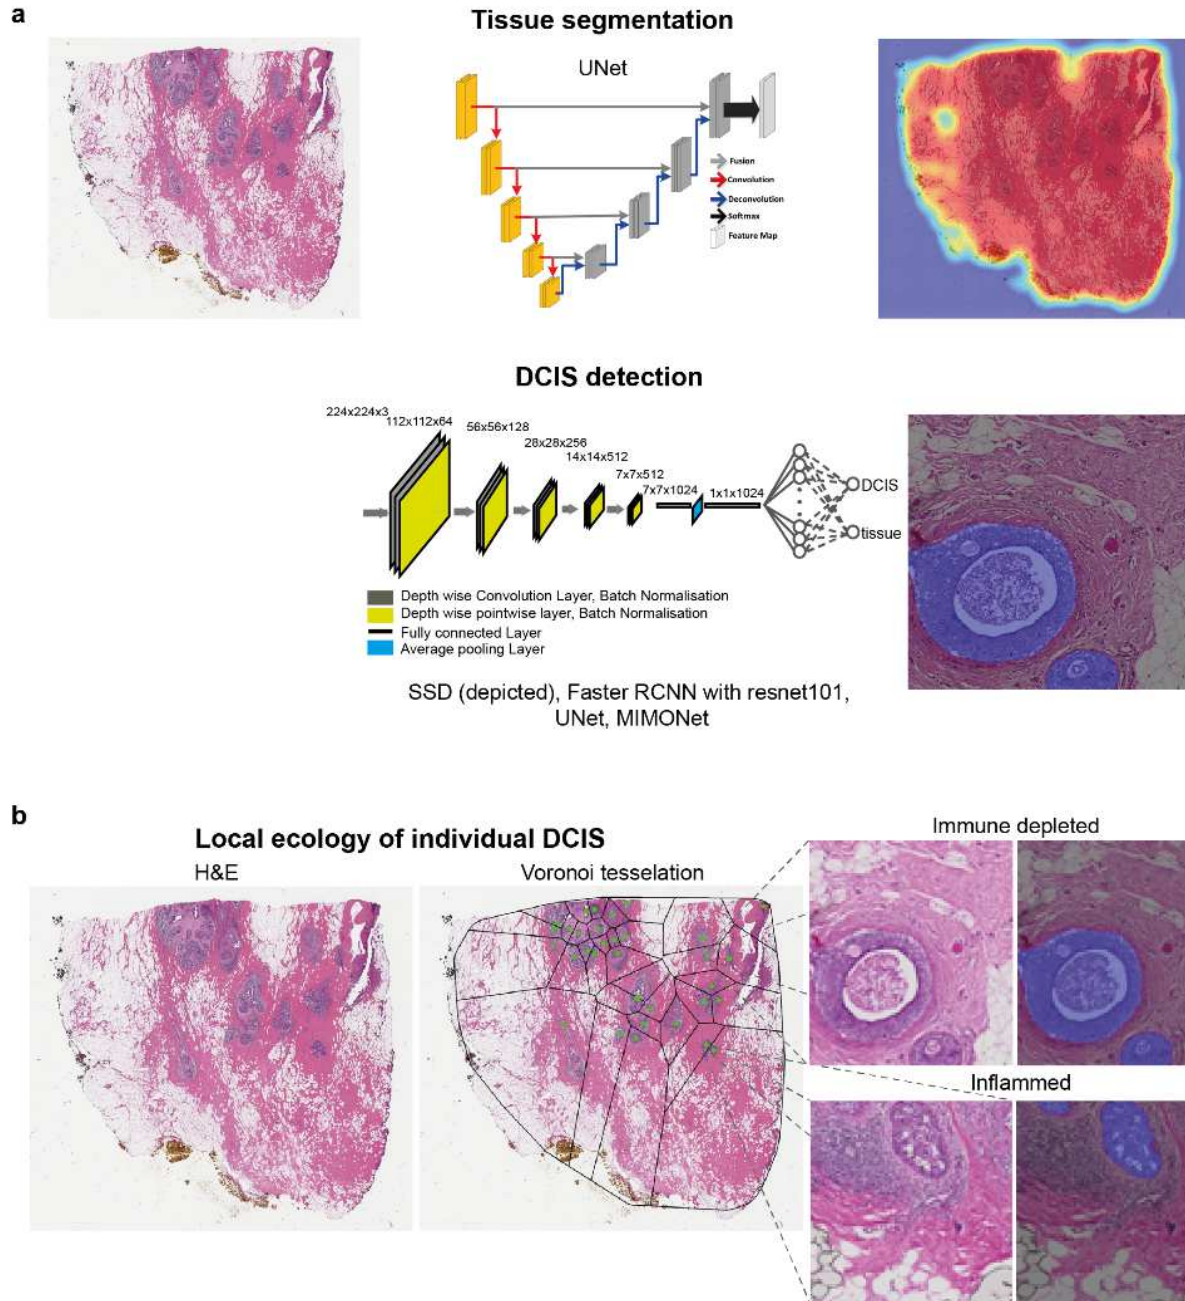 a
Tissue segmentation
UNet
Fusion
Convolution
Deconvolution
Softmax
Feature Map
DCIS detection
224x224x3
112x112x64
56x56x128
28x28x256
14x14x512
7x7x512
7x7x1024
1x1x1024
DCIS
tissue
Depth wise Convolution Layer, Batch Normalisation
Depth wise pointwise layer, Batch Normalisation
Fully connected Layer
Average pooling Layer
SSD (depicted), Faster RCNN with resnet101,
UNet, MIMONet
b
Local ecology of individual DCIS
H&E
Voronoi tesselation
Immune depleted
Inflammed